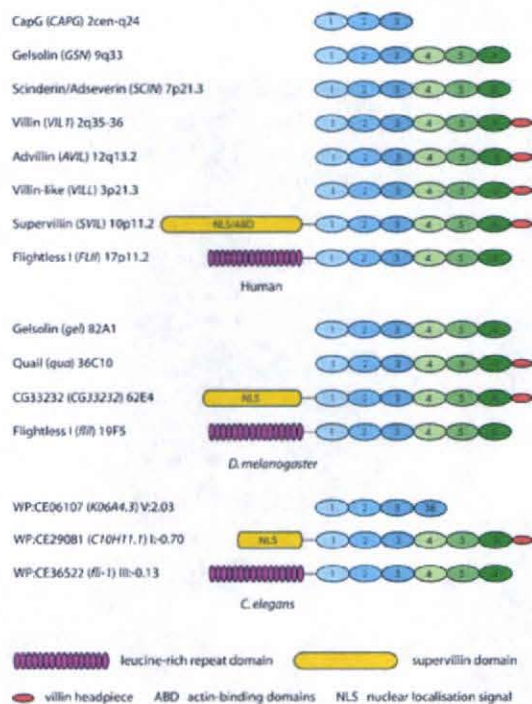 CapG (CAPG) 2cen-q24 1 2 3
Gelsolin (GSN) 9q33 1 2 3 4 5 6
Scinderin/Adseverin (SCIN) 7p21.3 1 2 3 4 5 6
Villin (VIL1) 2q35-36 1 2 3 4 5 6
Advillin (AVIL) 12q13.2 1 2 3 4 5 6
Villin-like (VILL) 3p21.3 1 2 3 4 5 6
Supervillin (SVIL) 10p11.2 NLS/ABD 1 2 3 4 5 6
Flightless I (FLII) 17p11.2 1 2 3 4 5 6
Human
Gelsolin (gel) 82A1 1 2 3 4 5 6
Quail (qua) 36C10 1 2 3 4 5 6
CG33232 (CG33232) 62E4 NLS 1 2 3 4 5 6
Flightless I (fliI) 19F5 1 2 3 4 5 6
D. melanogaster
WP:CE06107 (K06A4.3) V:2.03 1 2 3
WP:CE29081 (C10H11.1) I:-0.70 NLS 1 2 3 4 5 6
WP:CE36522 (fli-1) III:-0.13 1 2 3 4 5 6
C. elegans
leucine-rich repeat domain supervillin domain
villin headpiece ABD actin-binding domains NLS nuclear localisation signal